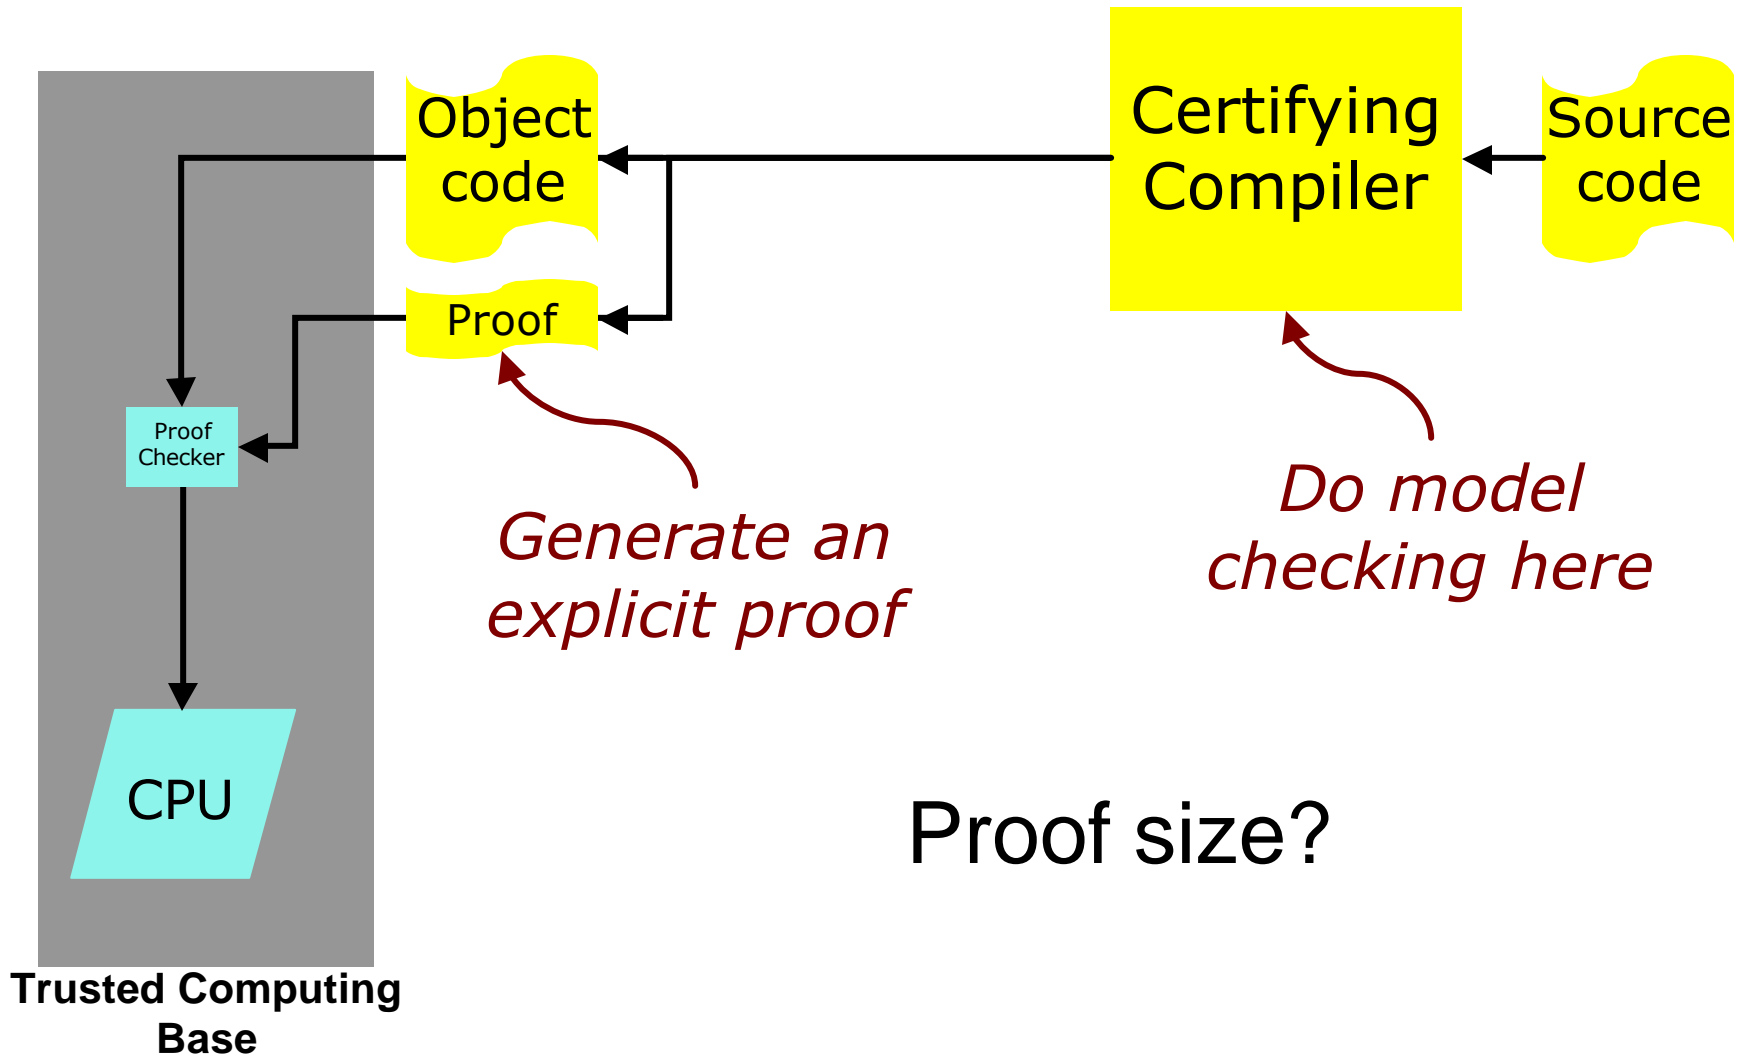 Object
code
Certifying
Compiler
Source
code
Proof
Proof
Checker
Generate an
explicit proof
Do model
checking here
CPU
Proof size?
Trusted Computing
Base